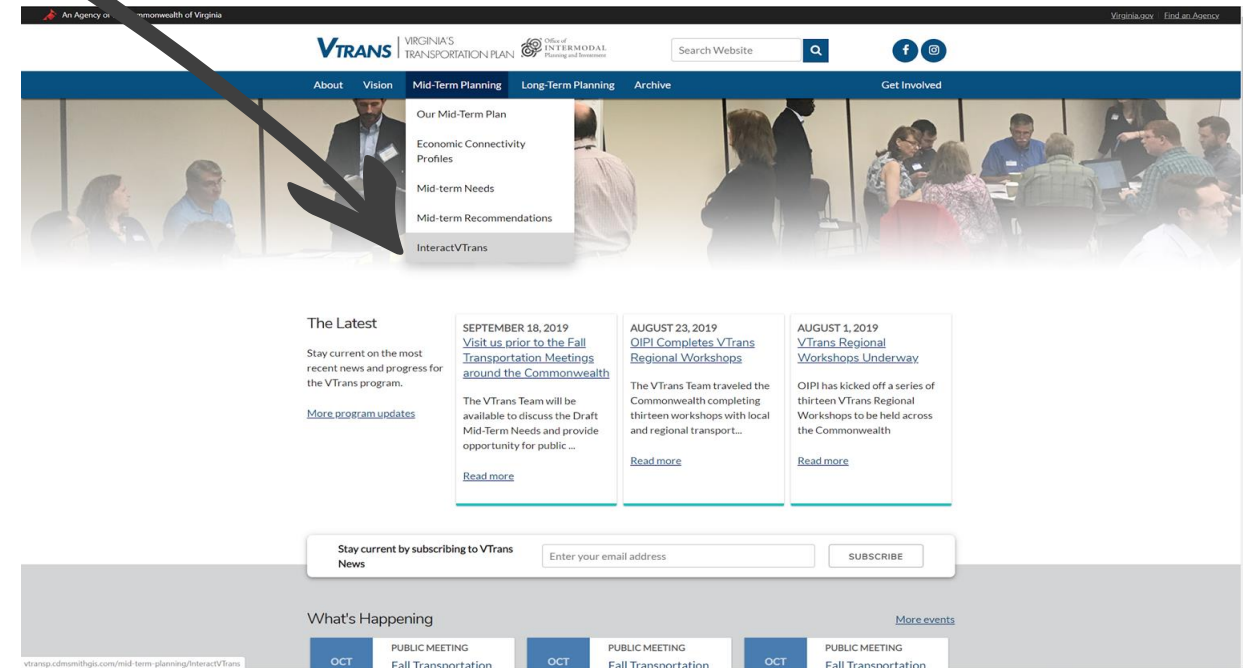 An Agency of the Commonwealth of Virginia
Virginia.gov Find an Agency
VTRANS VIRGINIA'S TRANSPORTATION PLAN
Office of INTERMODAL Planning and Investment
Search Website
About Vision Mid-Term Planning Long-Term Planning Archive Get Involved
Our Mid-Term Plan
Economic Connectivity
Profiles
Mid-term Needs
Mid-term Recommendations
InteractVTrans
The Latest
Stay current on the most
recent news and progress for
the VTrans program.
More program updates
SEPTEMBER 18, 2019
Visit us prior to the Fall
Transportation Meetings
around the Commonwealth
The VTrans Team will be
available to discuss the Draft
Mid-Term Needs and provide
opportunity for public ...
Read more
AUGUST 23, 2019
OIPI Completes VTrans
Regional Workshops
The VTrans Team traveled the
Commonwealth completing
thirteen workshops with local
and regional transport...
Read more
AUGUST 1, 2019
VTrans Regional
Workshops Underway
OIPI has kicked off a series of
thirteen VTrans Regional
Workshops to be held across
the Commonwealth
Read more
Stay current by subscribing to VTrans
News
Enter your email address
SUBSCRIBE
What's Happening
More events
OCT
PUBLIC MEETING
Fall Transportation
OCT
PUBLIC MEETING
Fall Transportation
OCT
PUBLIC MEETING
Fall Transportation
vtransp.cdmsmithgis.com/mid-term-planning/InteractVTrans